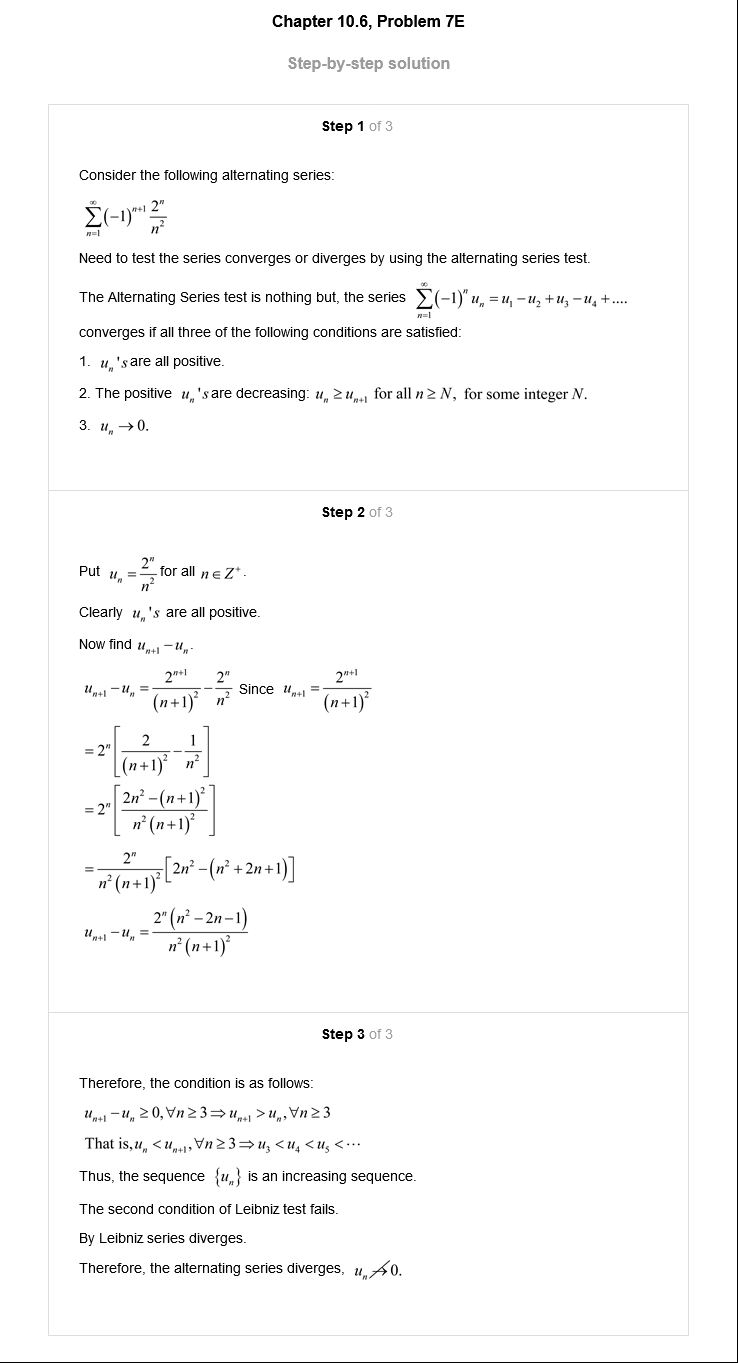 Chapter 10.6, Problem 7E
Step-by-step solution
Step 1 of 3
Consider the following alternating series:
$\sum_{n=1}^{\infty}(-1)^{n+1}\frac{2^n}{n^2}$
Need to test the series converges or diverges by using the alternating series test.
The Alternating Series test is nothing but, the series $\sum_{n=1}^{\infty}(-1)^n u_n = u_1 - u_2 + u_3 - u_4 + ....$
converges if all three of the following conditions are satisfied:
1. $u_n$'s are all positive.
2. The positive $u_n$'s are decreasing: $u_n \geq u_{n+1}$ for all $n \geq N$, for some integer $N$.
3. $u_n \to 0$.
Step 2 of 3
Put $u_n = \frac{2^n}{n^2}$ for all $n \in Z^+$.
Clearly $u_n$'s are all positive.
Now find $u_{n+1} - u_n$.
$u_{n+1} - u_n = \frac{2^{n+1}}{(n+1)^2} - \frac{2^n}{n^2}$ Since $u_{n+1} = \frac{2^{n+1}}{(n+1)^2}$
$= 2^n\left[\frac{2}{(n+1)^2} - \frac{1}{n^2}\right]$
$= 2^n\left[\frac{2n^2 - (n+1)^2}{n^2(n+1)^2}\right]$
$= \frac{2^n}{n^2(n+1)^2}\left[2n^2 - (n^2 + 2n + 1)\right]$
$u_{n+1} - u_n = \frac{2^n(n^2 - 2n - 1)}{n^2(n+1)^2}$
Step 3 of 3
Therefore, the condition is as follows:
$u_{n+1} - u_n \geq 0, \forall n \geq 3 \Rightarrow u_{n+1} > u_n, \forall n \geq 3$
That is, $u_n < u_{n+1}, \forall n \geq 3 \Rightarrow u_3 < u_4 < u_5 < \cdots$
Thus, the sequence $\{u_n\}$ is an increasing sequence.
The second condition of Leibniz test fails.
By Leibniz series diverges.
Therefore, the alternating series diverges, $u_n \not\to 0$.